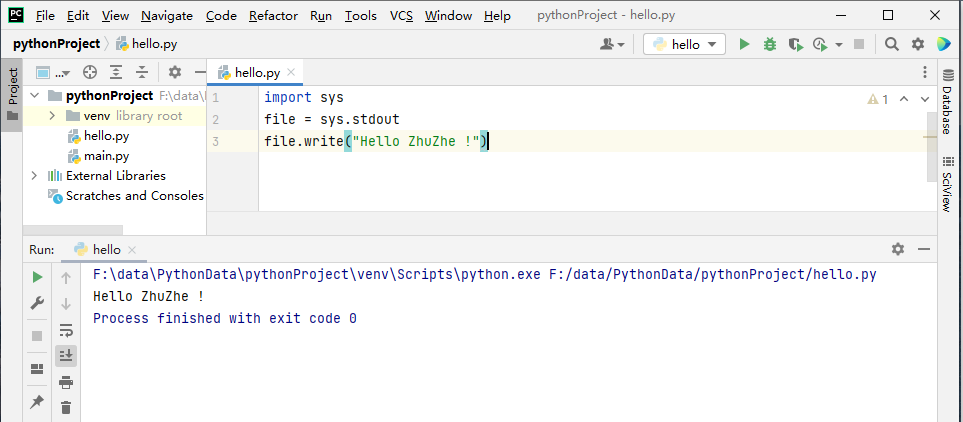 PC File Edit View Navigate Code Refactor Run Tools VCS Window Help pythonProject - hello.py
pythonProject hello.py hello
Project
... hello.py
pythonProject F:\data\
venv library root
hello.py
main.py
External Libraries
Scratches and Consoles
1 import sys
2 file = sys.stdout
3 file.write("Hello ZhuZhe !")
1
Database
SciView
Run: hello
F:\data\PythonData\pythonProject\venv\Scripts\python.exe F:/data/PythonData/pythonProject/hello.py
Hello ZhuZhe !
Process finished with exit code 0